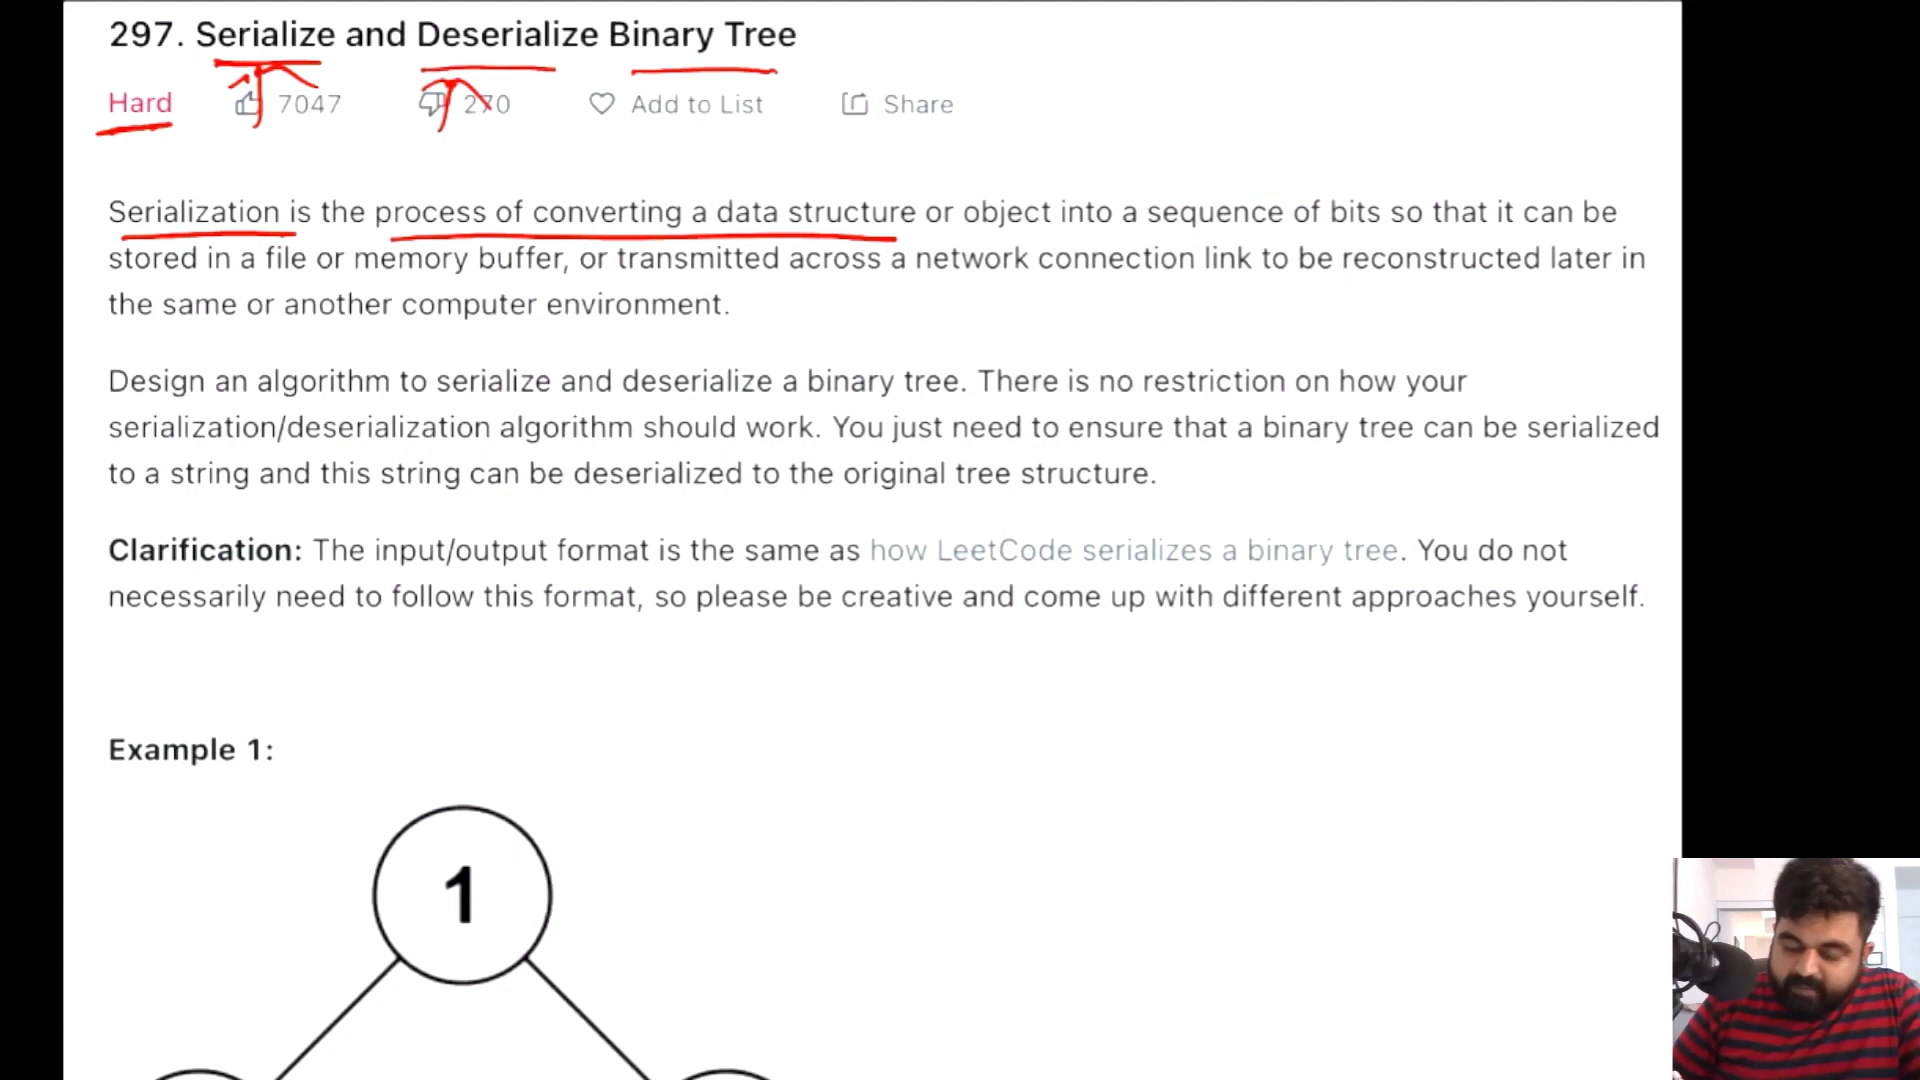 297. Serialize and Deserialize Binary Tree
Hard 7047 270 Add to List Share
Serialization is the process of converting a data structure or object into a sequence of bits so that it can be
stored in a file or memory buffer, or transmitted across a network connection link to be reconstructed later in
the same or another computer environment.
Design an algorithm to serialize and deserialize a binary tree. There is no restriction on how your
serialization/deserialization algorithm should work. You just need to ensure that a binary tree can be serialized
to a string and this string can be deserialized to the original tree structure.
Clarification: The input/output format is the same as how LeetCode serializes a binary tree. You do not
necessarily need to follow this format, so please be creative and come up with different approaches yourself.
Example 1:
1